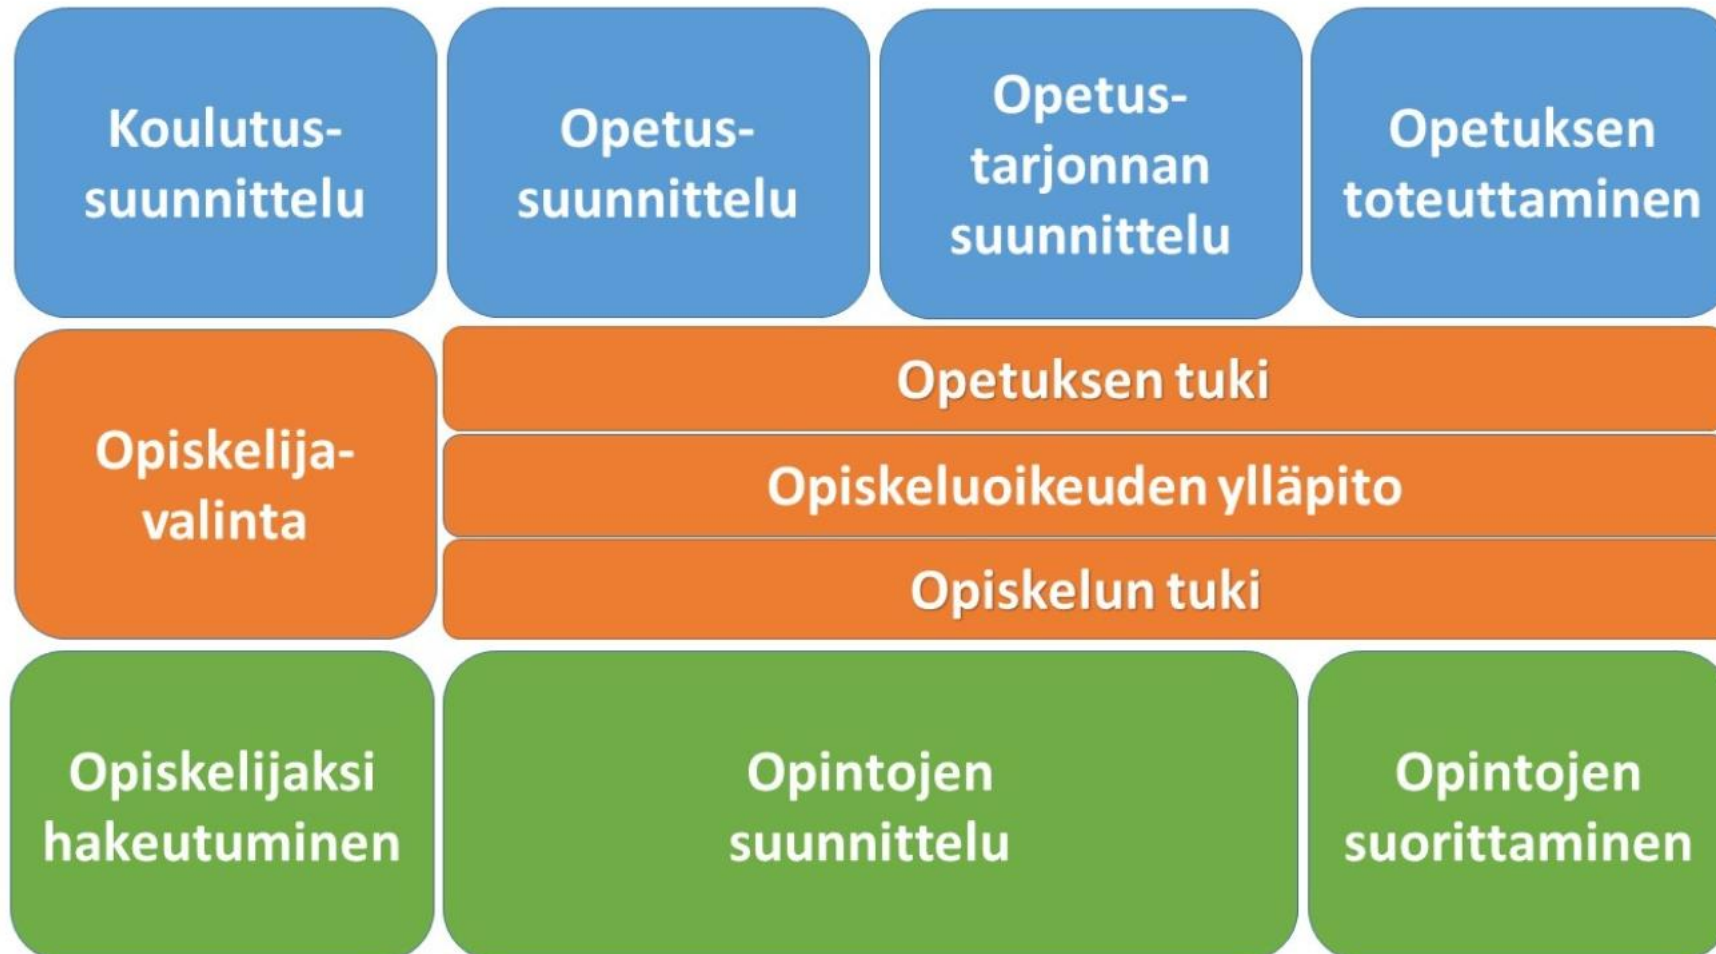 Koulutus-
suunnittelu
Opetus-
suunnittelu
Opetus-
tarjonnan
suunnittelu
Opetuksen
toteuttaminen
Opiskelija-
valinta
Opetuksen tuki
Opiskeluoikeuden ylläpito
Opiskelun tuki
Opiskelijaksi
hakeutuminen
Opintojen
suunnittelu
Opintojen
suorittaminen